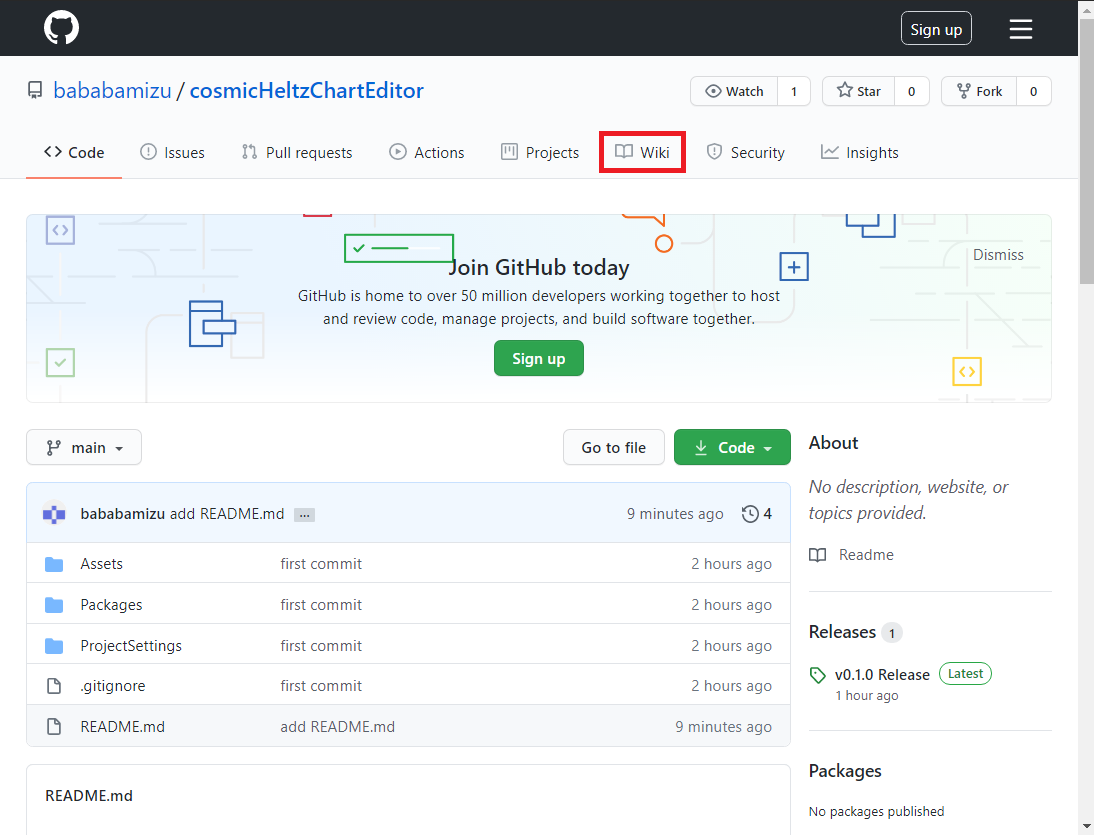 Sign up
bababamizu / cosmicHeltzChartEditor
Watch 1 Star 0 Fork 0
Code Issues Pull requests Actions Projects Wiki Security Insights
Dismiss
Join GitHub today
GitHub is home to over 50 million developers working together to host
and review code, manage projects, and build software together.
Sign up
main Go to file Code
bababamizu add README.md ... 9 minutes ago 4
Assets first commit 2 hours ago
Packages first commit 2 hours ago
ProjectSettings first commit 2 hours ago
.gitignore first commit 2 hours ago
README.md add README.md 9 minutes ago
README.md
About
No description, website, or
topics provided.
Readme
Releases 1
v0.1.0 Release Latest
1 hour ago
Packages
No packages published